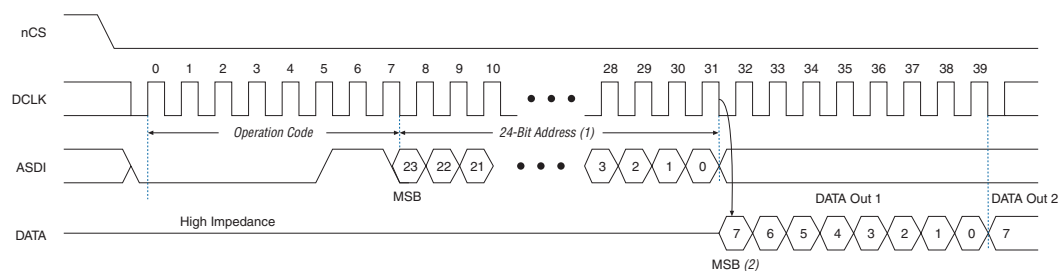 nCS
0 1 2 3 4 5 6 7 8 9 10 28 29 30 31 32 33 34 35 36 37 38 39
DCLK
Operation Code 24-Bit Address (1)
ASDI 23 22 21 3 2 1 0
MSB
DATA Out 1 DATA Out 2
High Impedance
DATA 7 6 5 4 3 2 1 0 7
MSB (2)